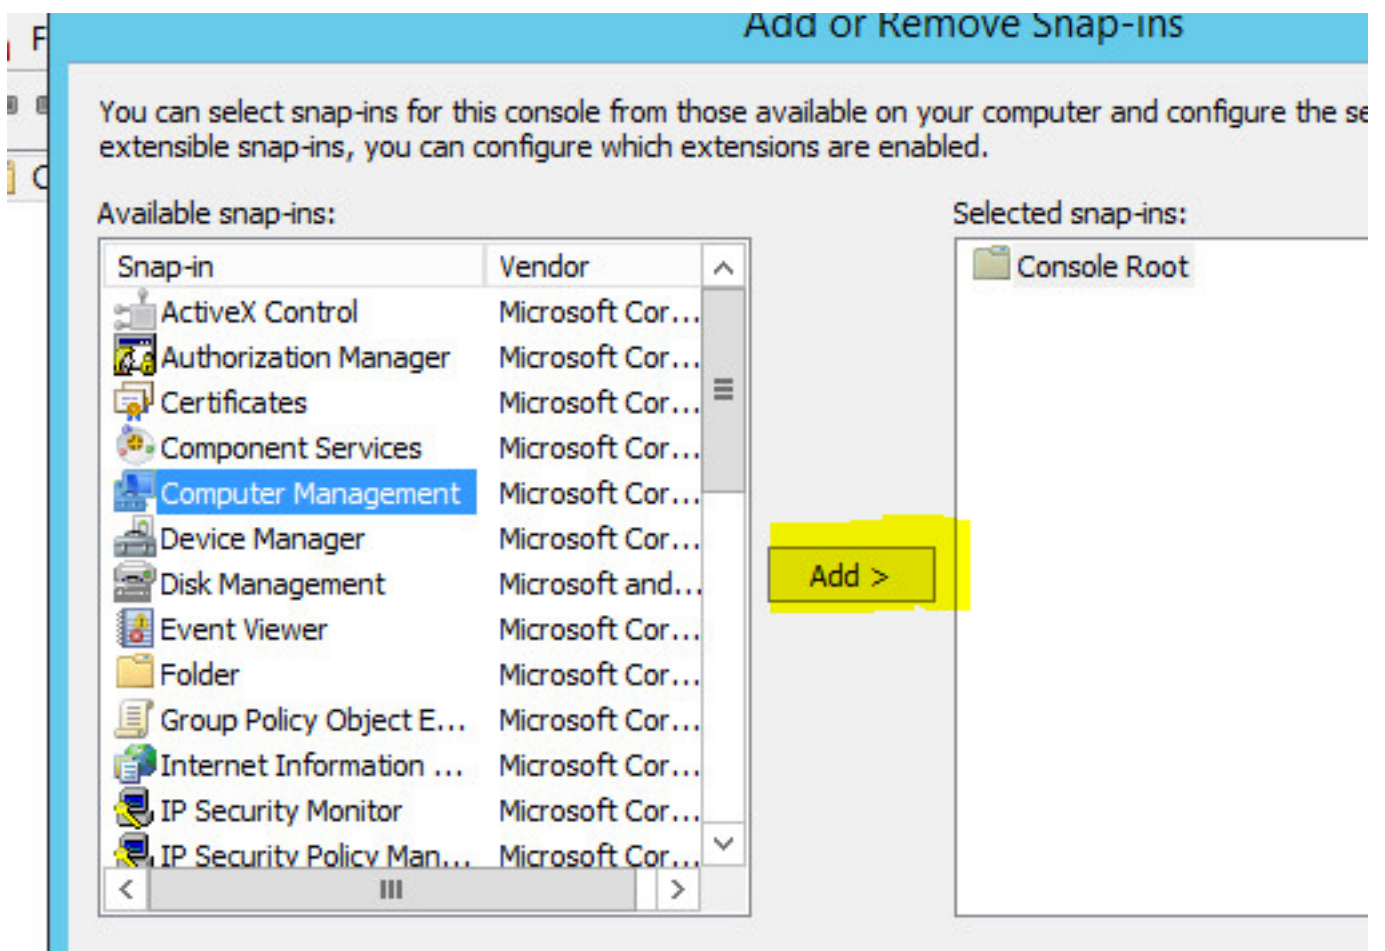 Add or Remove Snap-ins
F
You can select snap-ins for this console from those available on your computer and configure the se
extensible snap-ins, you can configure which extensions are enabled.
C
Available snap-ins:
Selected snap-ins:
Snap-in Vendor
Console Root
ActiveX Control Microsoft Cor...
Authorization Manager Microsoft Cor...
Certificates Microsoft Cor...
Component Services Microsoft Cor...
Computer Management Microsoft Cor...
Device Manager Microsoft Cor...
Add >
Disk Management Microsoft and...
Event Viewer Microsoft Cor...
Folder Microsoft Cor...
Group Policy Object E... Microsoft Cor...
Internet Information ... Microsoft Cor...
IP Security Monitor Microsoft Cor...
IP Security Policy Man... Microsoft Cor...